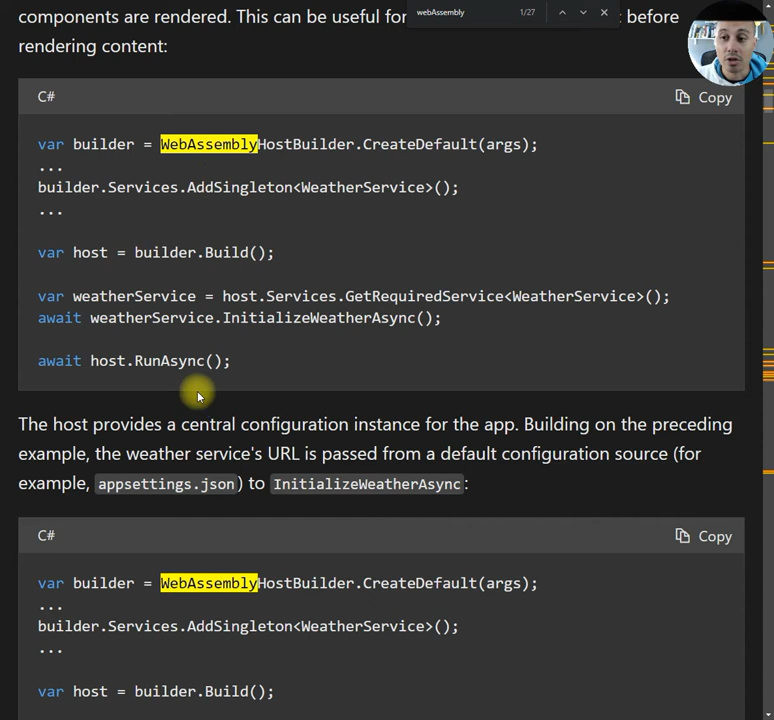 components are rendered. This can be useful for
webAssembly 1/27
before
rendering content:
C# Copy
var builder = WebAssemblyHostBuilder.CreateDefault(args);
...
builder.Services.AddSingleton<WeatherService>();
...
var host = builder.Build();
var weatherService = host.Services.GetRequiredService<WeatherService>();
await weatherService.InitializeWeatherAsync();
await host.RunAsync();
The host provides a central configuration instance for the app. Building on the preceding
example, the weather service's URL is passed from a default configuration source (for
example, appsettings.json) to InitializeWeatherAsync:
C# Copy
var builder = WebAssemblyHostBuilder.CreateDefault(args);
...
builder.Services.AddSingleton<WeatherService>();
...
var host = builder.Build();